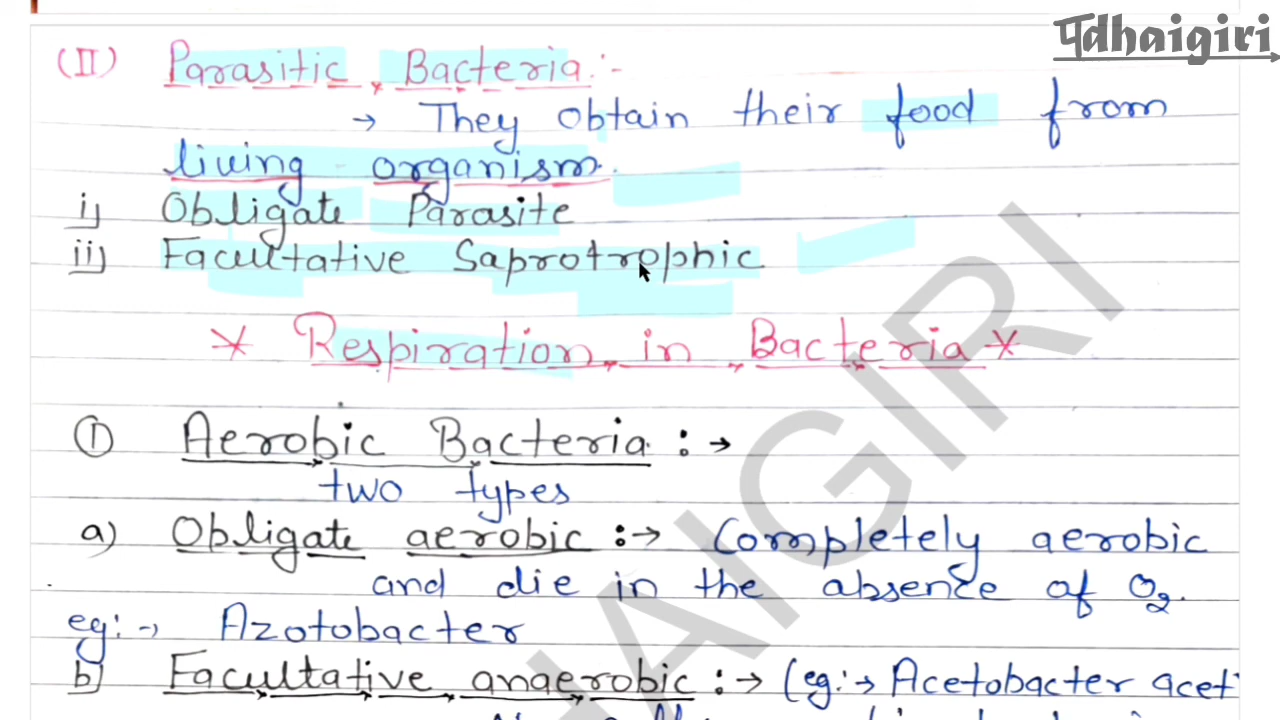 पdhaigiri
(II) Parasitic Bacteria :-
→ They obtain their food from
living organism.
i) Obligate Parasite
ii) Facultative Saprotrophic
* Respiration in Bacteria *
① Aerobic Bacteria :→
two types
a) Obligate aerobic :→ Completely aerobic
and die in the absence of O₂.
eg:→ Azotobacter
b) Facultative anaerobic :→ (eg:→ Acetobacter acet
HAIGIRI